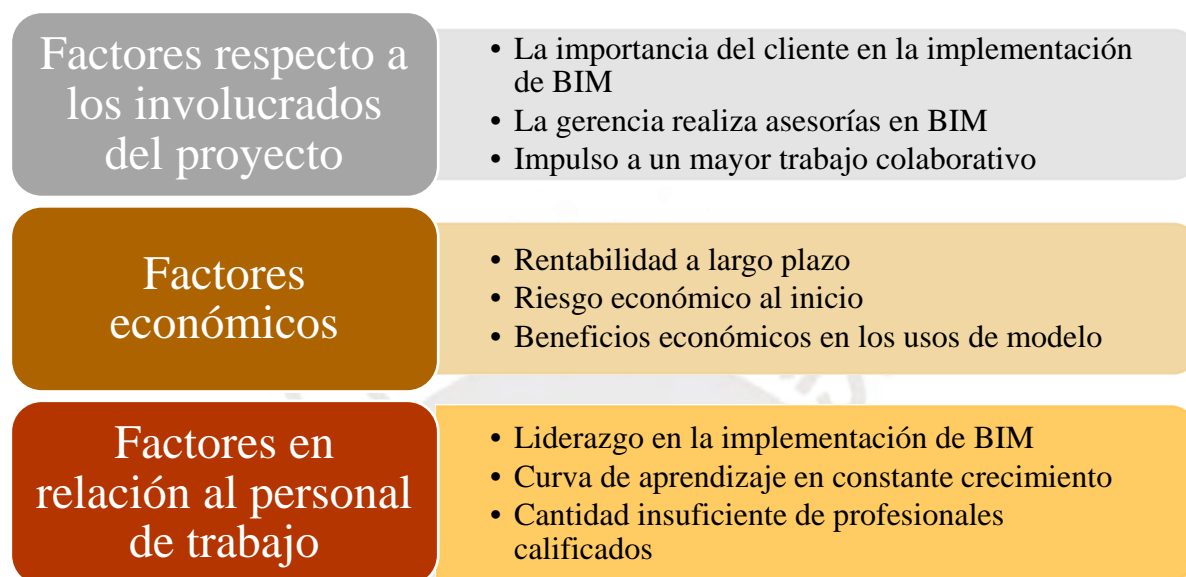 Factores respecto a
los involucrados
del proyecto
• La importancia del cliente en la implementación
de BIM
• La gerencia realiza asesorías en BIM
• Impulso a un mayor trabajo colaborativo
Factores
económicos
• Rentabilidad a largo plazo
• Riesgo económico al inicio
• Beneficios económicos en los usos de modelo
Factores en
relación al personal
de trabajo
• Liderazgo en la implementación de BIM
• Curva de aprendizaje en constante crecimiento
• Cantidad insuficiente de profesionales
calificados